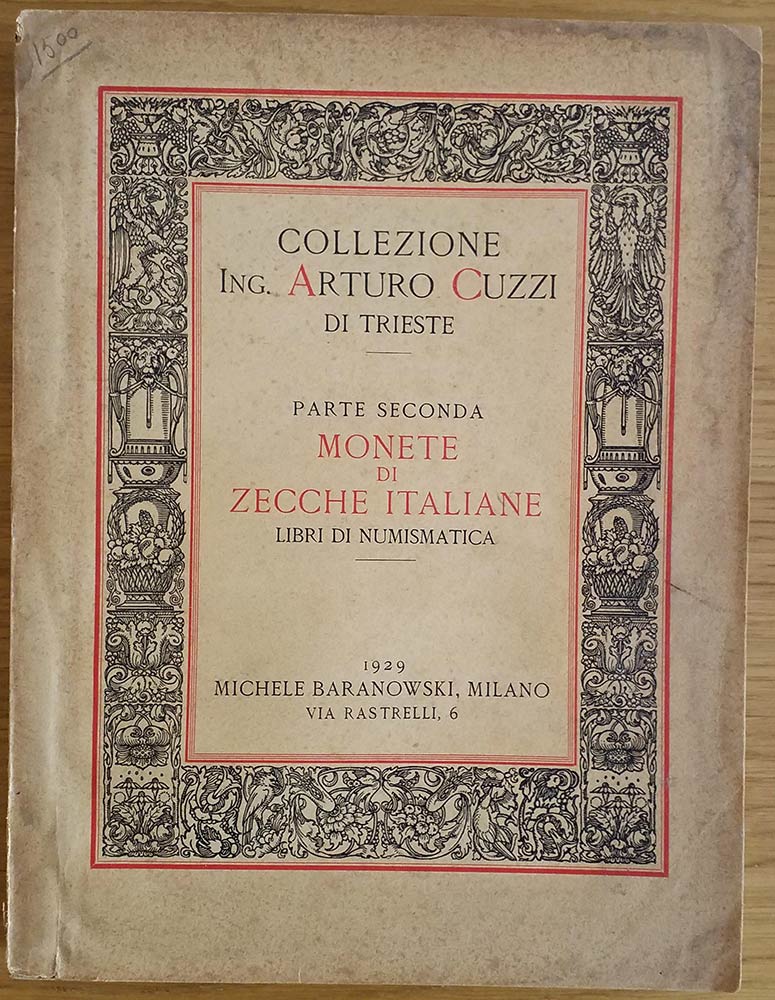 1500
COLLEZIONE
ING. ARTURO CUZZI
DI TRIESTE
PARTE SECONDA
MONETE
DI
ZECCHE ITALIANE
LIBRI DI NUMISMATICA
1929
MICHELE BARANOWSKI, MILANO
VIA RASTRELLI, 6